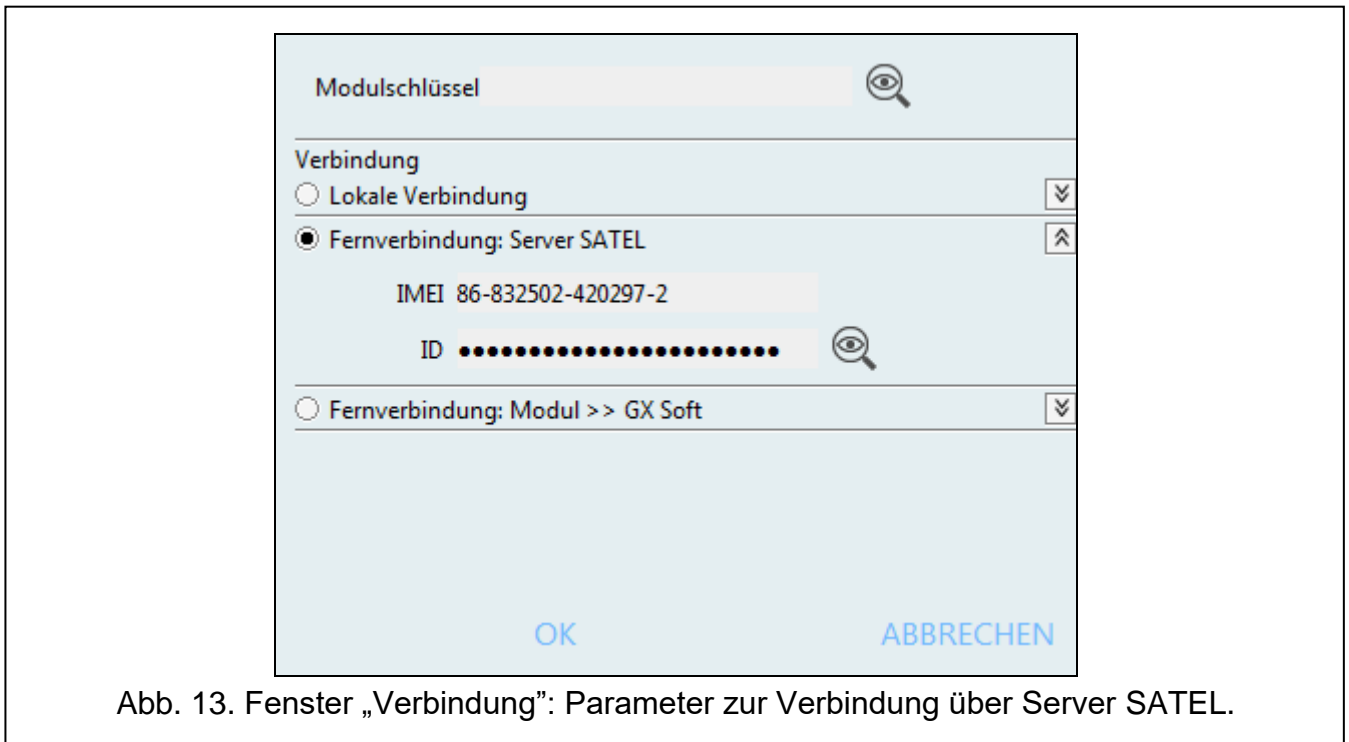 Modulschlüssel
Verbindung
Lokale Verbindung
Fernverbindung: Server SATEL
IMEI 86-832502-420297-2
ID ●●●●●●●●●●●●●●●●●●●●●●●
Fernverbindung: Modul >> GX Soft
OK ABBRECHEN
Abb. 13. Fenster „Verbindung”: Parameter zur Verbindung über Server SATEL.